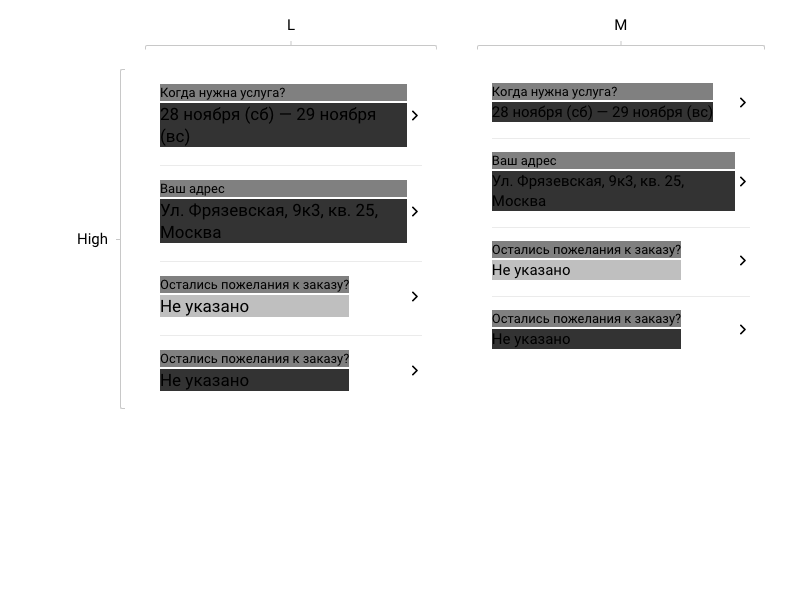 L
M
High
Когда нужна услуга?
28 ноября (сб) — 29 ноября
(вс)
Ваш адрес
Ул. Фрязевская, 9к3, кв. 25,
Москва
Остались пожелания к заказу?
Не указано
Остались пожелания к заказу?
Не указано
Когда нужна услуга?
28 ноября (сб) — 29 ноября (вс)
Ваш адрес
Ул. Фрязевская, 9к3, кв. 25,
Москва
Остались пожелания к заказу?
Не указано
Остались пожелания к заказу?
Не указано